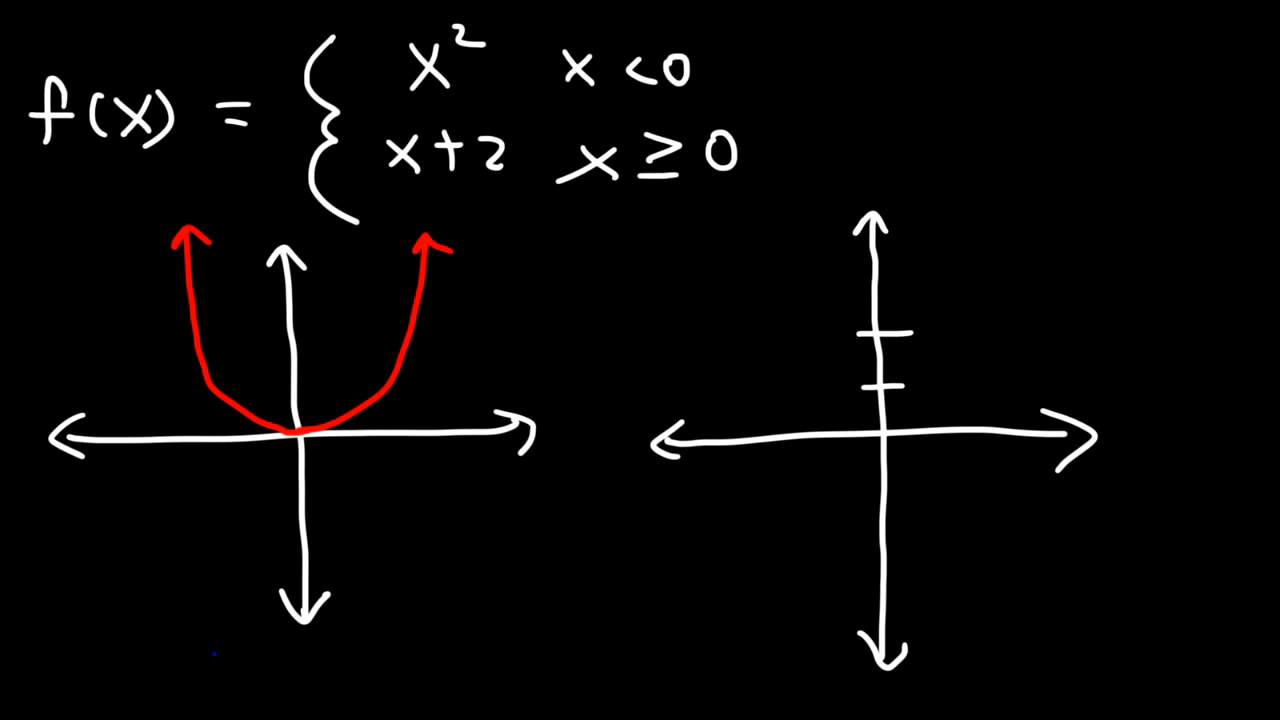 f(x) = { x² x<0
x+2 x≥0